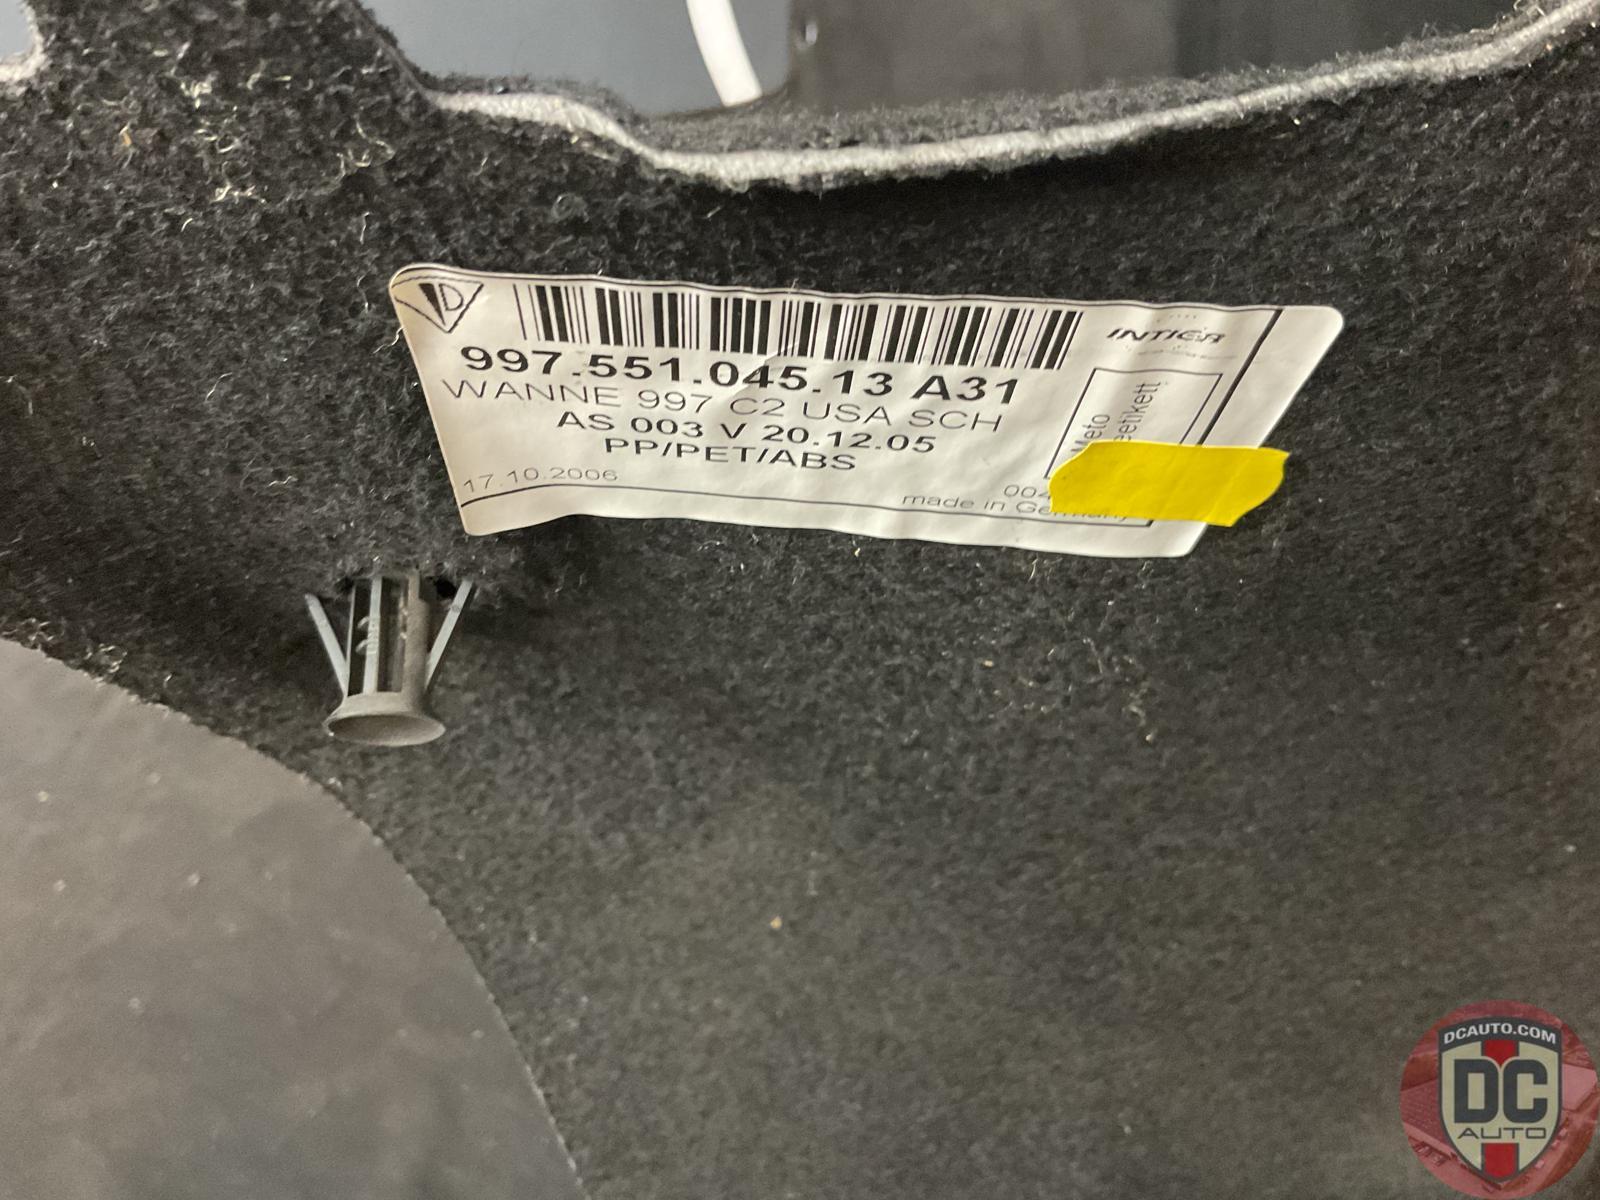 D
INTIER
997.551.045.13 A31
WANNE 997 C2 USA SCH
AS 003 V 20.12.05
PP/PET/ABS
17.10.2006
004
made in Germany
DCAUTO.COM
DC
AUTO